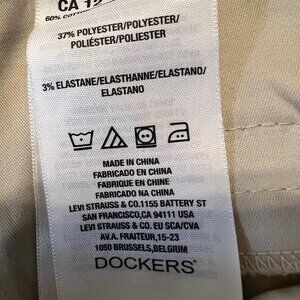 CA
60%
37% POLYESTER/POLYESTER/
POLIÉSTER/POLIESTER
3% ELASTANE/ELASTHANNE/ELASTANO/
ELASTANO
MADE IN CHINA
FABRICADO EN CHINA
FABRIQUE EN CHINE
FABRICADO NA CHINA
LEVI STRAUSS & CO.1155 BATTERY ST
SAN FRANCISCO,CA 94111 USA
LEVI STRAUSS & CO. EU SCA/CVA
AV.A. FRAITEUR,15-23
1050 BRUSSELS,BELGIUM
DOCKERS®